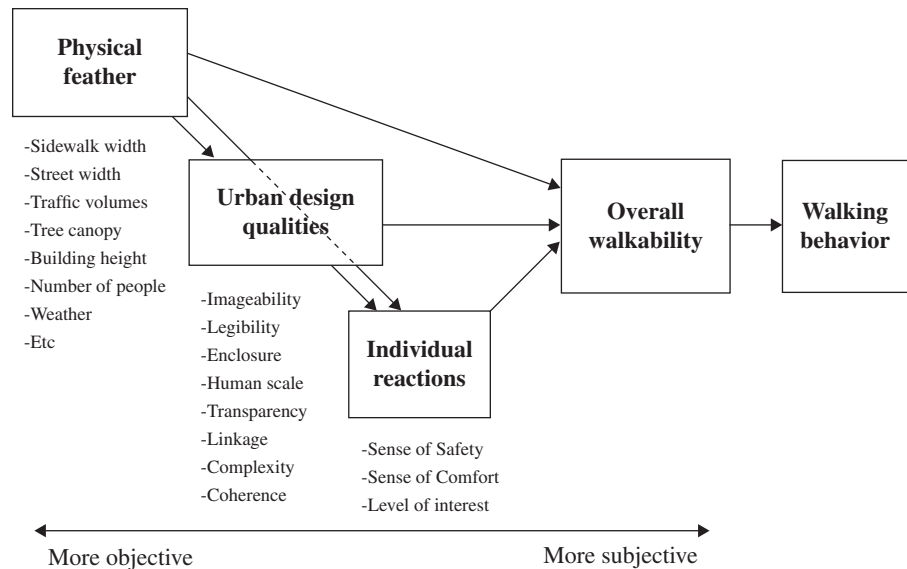 Physical
feather
-Sidewalk width
-Street width
-Traffic volumes
-Tree canopy
-Building height
-Number of people
-Weather
-Etc
Urban design
qualities
-Imageability
-Legibility
-Enclosure
-Human scale
-Transparency
-Linkage
-Complexity
-Coherence
Individual
reactions
-Sense of Safety
-Sense of Comfort
-Level of interest
Overall
walkability
Walking
behavior
More objective
More subjective